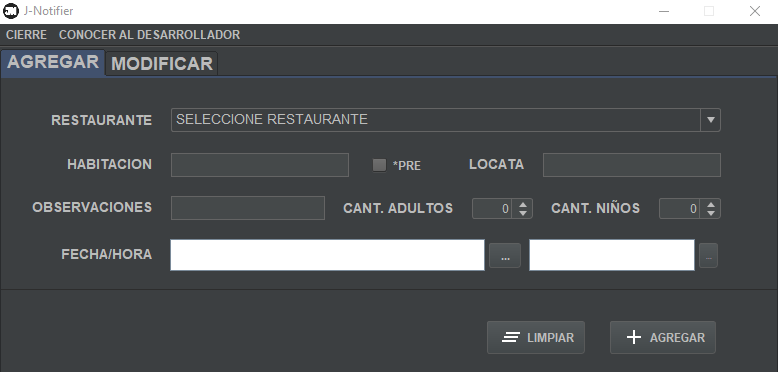 J-Notifier
CIERRE CONOCER AL DESARROLLADOR
AGREGAR MODIFICAR
RESTAURANTE SELECCIONE RESTAURANTE
HABITACION *PRE LOCATA
OBSERVACIONES CANT. ADULTOS 0 CANT. NIÑOS 0
FECHA/HORA ... ..
LIMPIAR AGREGAR